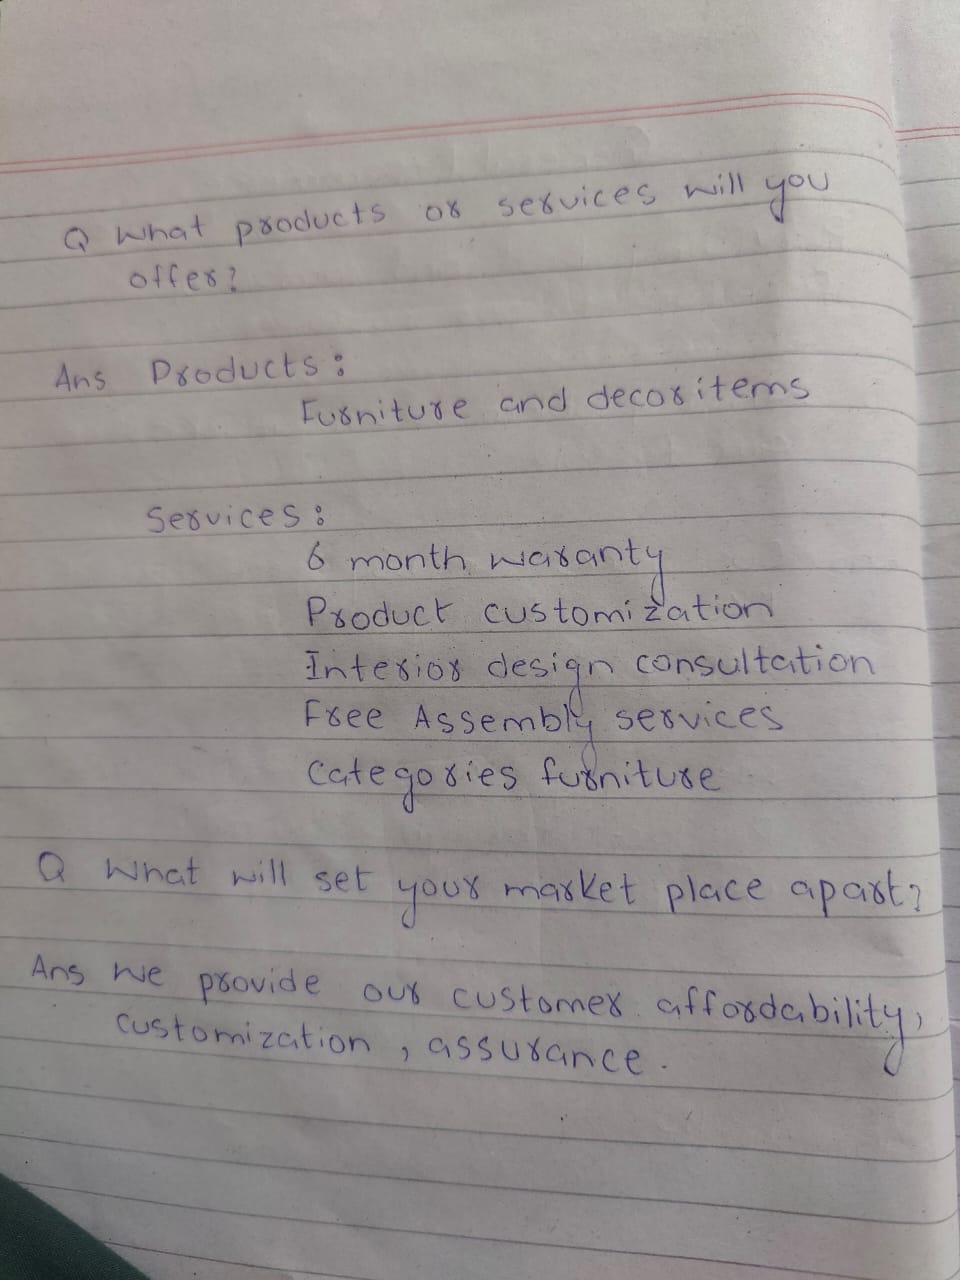 Q What products or services will you
offer?
Ans Products:
Furniture and decor items
Services:
6 month waranty
Product customization
Interior design consultation
Free Assembly services
Categories furniture
Q What will set your market place apart?
Ans We provide our customer affordability,
customization, assurance.